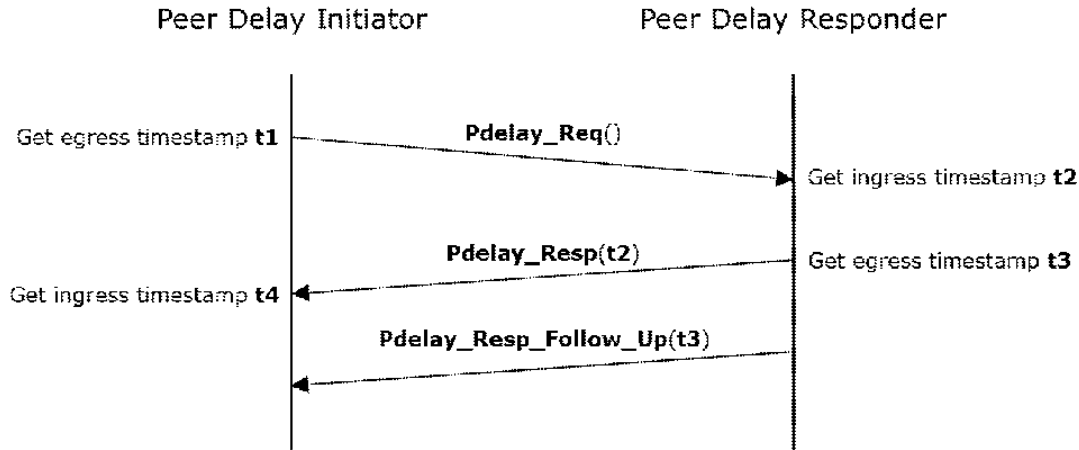 Peer Delay Initiator
Peer Delay Responder
Get egress timestamp t1
Pdelay_Req()
Get ingress timestamp t2
Pdelay_Resp(t2)
Get egress timestamp t3
Get ingress timestamp t4
Pdelay_Resp_Follow_Up(t3)